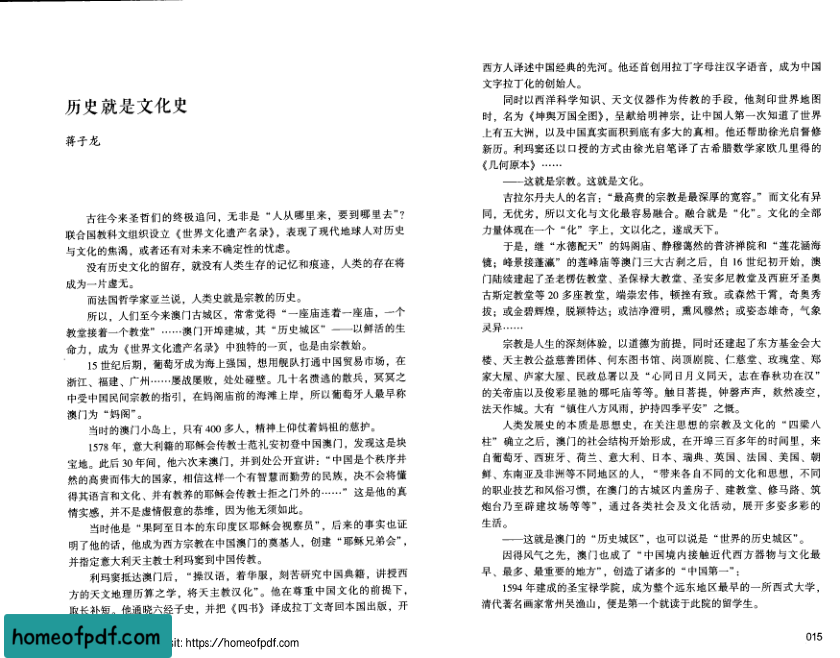 历史就是文化史
蒋子龙
古往今来圣哲们的终极追问，无非是“人从哪里来，要到哪里去”？
联合国教科文组织设立《世界文化遗产名录》，表现了现代地球人对历史
与文化的焦渴，或者还有对未来不确定性的忧虑。
没有历史文化的留存，就没有人类生存的记忆和痕迹，人类的存在将
成为一片虚无。
而法国哲学家亚兰说，人类史就是宗教的历史。
所以，人们至今来澳门古城区，常常觉得“一座庙连着一座庙，一个
教堂接着一个教堂”……澳门开埠建城，其“历史城区”——以鲜活的生
命力，成为《世界文化遗产名录》中独特的一页，也是由宗教始。
15 世纪后期，葡萄牙成为海上强国，想用舰队打通中国贸易市场，在
浙江、福建、广州……屡战屡败，处处碰壁。几十名溃逃的散兵，冥冥之
中受中国民间宗教的指引，在妈阁庙前的海滩上岸，所以葡萄牙人最早称
澳门为“妈阁”。
当时的澳门小岛上，只有 400 多人，精神上仰仗着妈祖的慈护。
1578 年，意大利籍的耶稣会传教士范礼安初登中国澳门，发现这是块
宝地。此后 30 年间，他六次来澳门，并到处公开宣讲：“中国是个秩序井
然的高贵而伟大的国家，相信这样一个有智慧而勤劳的民族，决不会将懂
得其语言和文化、并有教养的耶稣会传教士拒之门外的……”这是他的真
情实感，并不是虚情假意的恭维，因为他无须如此。
当时他是“果阿至日本的东印度区耶稣会视察员”，后来的事实也证
明了他的话，他成为西方宗教在中国澳门的奠基人，创建“耶稣兄弟会”，
并指定意大利天主教士利玛窦到中国传教。
利玛窦抵达澳门后，“操汉语，着华服，刻苦研究中国典籍，讲授西
方的天文地理历算之学，将天主教汉化”。他在尊重中国文化的前提下，
取长补短。他通晓六经子史，并把《四书》译成拉丁文寄回本国出版，开
homeofpdf.com
sit: https://homeofpdf.com
西方人译述中国经典的先河。他还首创用拉丁字母注汉字语音，成为中国
文字拉丁化的创始人。
同时以西洋科学知识、天文仪器作为传教的手段，他刻印世界地图
时，名为《坤舆万国全图》，呈献给明神宗，让中国人第一次知道了世界
上有五大洲，以及中国真实面积到底有多大的真相。他还帮助徐光启督修
新历。利玛窦还以口授的方式由徐光启笔译了古希腊数学家欧几里得的
《几何原本》……
——这就是宗教。这就是文化。
古拉尔丹夫人的名言：“最高贵的宗教是最深厚的宽容。”而文化有异
同，无优劣，所以文化与文化最容易融合。融合就是“化”。文化的全部
力量体现在一个“化”字上，文以化之，遂成天下。
于是，继“水德配天”的妈阁庙、静穆蔼然的普济禅院和“莲花涵海
镜；峰景接蓬瀛”的莲峰庙等澳门三大古刹之后，自 16 世纪初开始，澳
门陆续建起了圣老楞佐教堂、圣保禄大教堂、圣安多尼教堂及西班牙圣奥
古斯定教堂等 20 多座教堂，端崇宏伟，顿挫有致。或森然干霄，奇奥秀
拔；或金碧辉煌，脱颖特达；或洁净澄明，熏风穆然；或姿态雄奇，气象
灵异……
宗教是人生的深刻体验，以道德为前提，同时还建起了东方基金会大
楼、天主教公益慈善团体、何东图书馆、岗顶剧院、仁慈堂、玫瑰堂、郑
家大屋、庐家大屋、民政总署以及“心同日月义同天，志在春秋功在汉”
的关帝庙以及俊彩星驰的哪吒庙等等。触目菩提，钟磬声声，欻然凌空，
法天作城。大有“镇住八方风雨，护持四季平安”之慨。
人类发展史的本质是思想史，在关注思想的宗教及文化的“四梁八
柱”确立之后，澳门的社会结构开始形成，在开埠三百多年的时间里，来
自葡萄牙、西班牙、荷兰、意大利、日本、瑞典、英国、法国、美国、朝
鲜、东南亚及非洲等不同地区的人，“带来各自不同的文化和思想，不同
的职业技艺和风俗习惯，在澳门的古城区内盖房子、建教堂、修马路、筑
炮台乃至辟建坟场等等”，通过各类社会及文化活动，展开多姿多彩的
生活。
——这就是澳门的“历史城区”，也可以说是“世界的历史城区”。
因得风气之先，澳门也成了“中国境内接触近代西方器物与文化最
早、最多、最重要的地方”，创造了诸多的“中国第一”：
1594 年建成的圣宝禄学院，成为整个远东地区最早的一所西式大学，
清代著名画家常州吴渔山，便是第一个就读于此院的留学生。
015